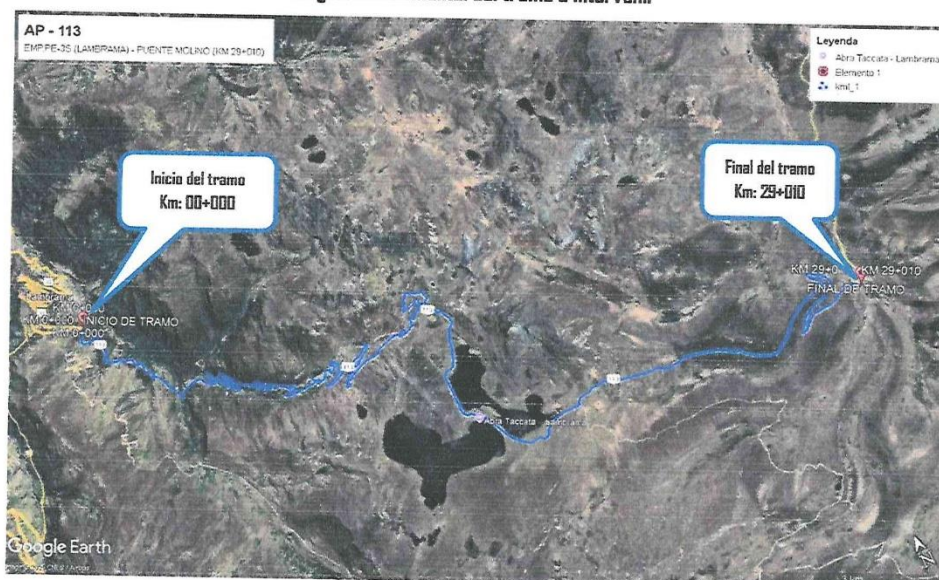 AP - 113
EMP.PE-3S (LAMBRAMA) - PUENTE MOLINO (KM 29+010)
Leyenda
Abra Taccata - Lambrama
Elemento 1
kml_1
Inicio del tramo
Km: 00+000
Final del tramo
Km: 29+010
KM 29+0
KM 29+010
FINAL DE TRAMO
INICIO DE TRAMO
Abra Taccata - Lambrama
Google Earth
N